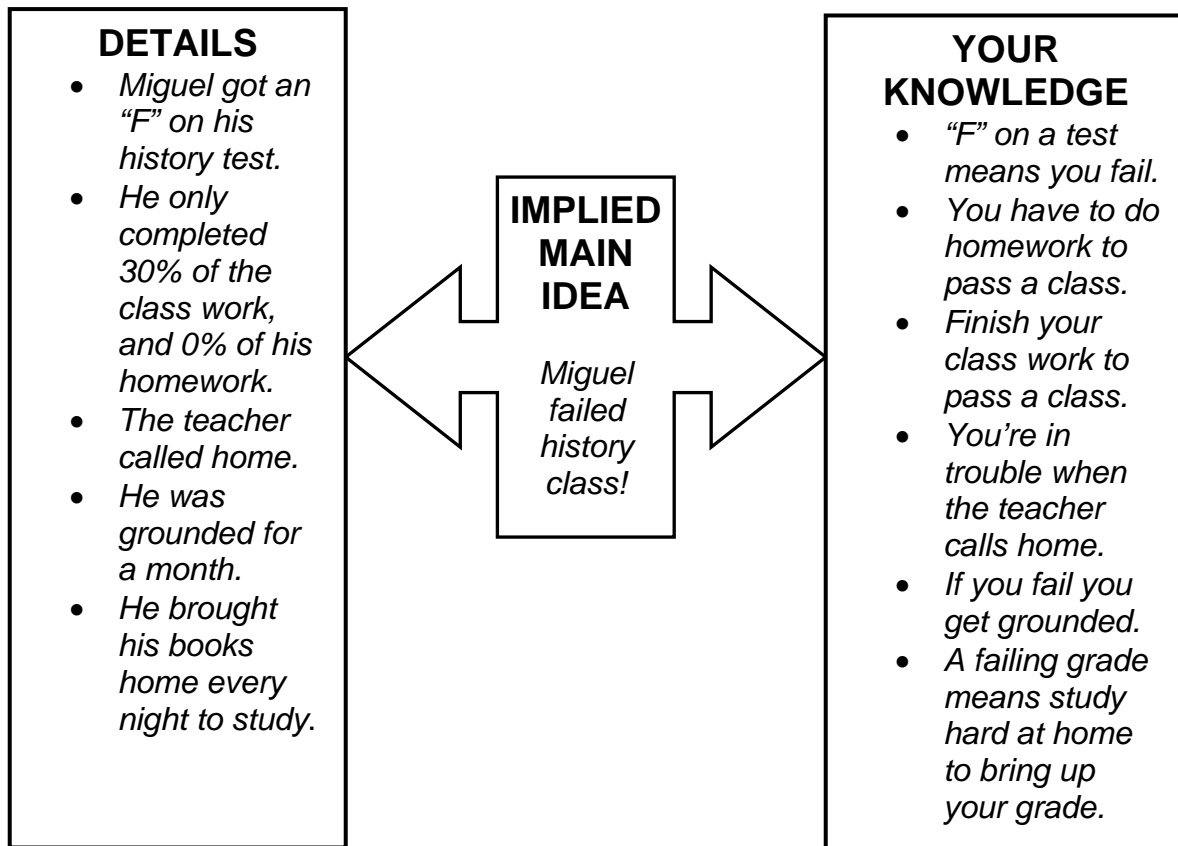 DETAILS
• Miguel got an
“F” on his
history test.
• He only
completed
30% of the
class work,
and 0% of his
homework.
• The teacher
called home.
• He was
grounded for
a month.
• He brought
his books
home every
night to study.
IMPLIED
MAIN
IDEA
Miguel
failed
history
class!
YOUR
KNOWLEDGE
• “F” on a test
means you fail.
• You have to do
homework to
pass a class.
• Finish your
class work to
pass a class.
• You’re in
trouble when
the teacher
calls home.
• If you fail you
get grounded.
• A failing grade
means study
hard at home
to bring up
your grade.